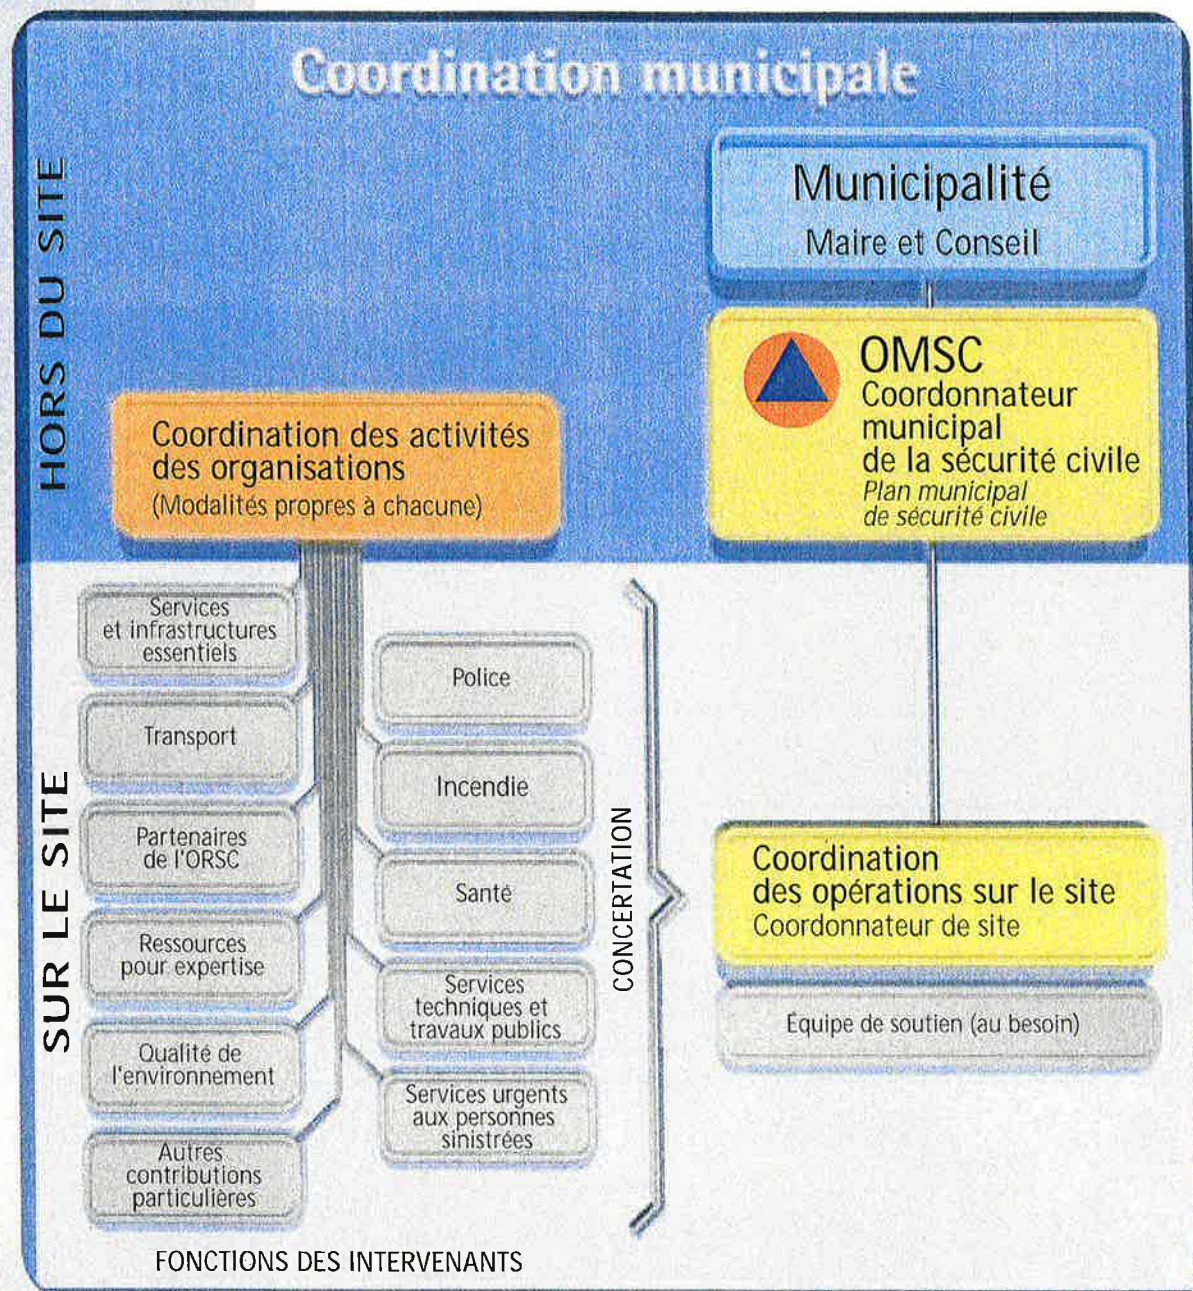 Coordination municipale
HORS DU SITE
Municipalité
Maire et Conseil
OMSC
Coordonnateur
municipal
de la sécurité civile
Plan municipal
de sécurité civile
Coordination des activités
des organisations
(Modalités propres à chacune)
SUR LE SITE
Services
et infrastructures
essentiels
Transport
Partenaires
de l'ORSC
Ressources
pour expertise
Qualité de
l'environnement
Autres
contributions
particulières
Police
Incendie
Santé
Services
techniques et
travaux publics
Services urgents
aux personnes
sinistrées
CONCERTATION
Coordination
des opérations sur le site
Coordonnateur de site
Équipe de soutien (au besoin)
FONCTIONS DES INTERVENANTS